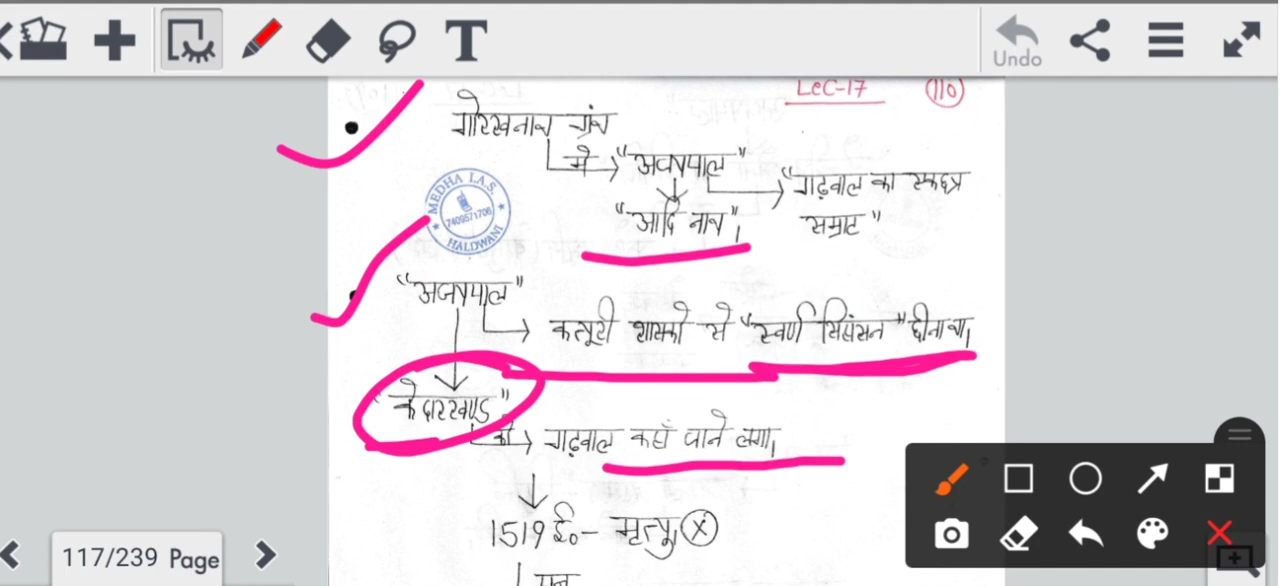 Undo
LeC-17 (110)
गोरखनाथ ग्रंथ
में → "अजयपाल" → "गढ़वाल का एकछत्र
"आदि नाथ"। सम्राट"
MEDHA I.A.S.
7409571706
HALDWANI
"अजयपाल"
→ कत्यूरी शासकों से "स्वर्ण सिंहासन" छीना था।
"केदारखण्ड"
को → गढ़वाल कहाँ जाने लगा।
1519 ई०- मृत्यु (X)
पुत्र
117/239 Page